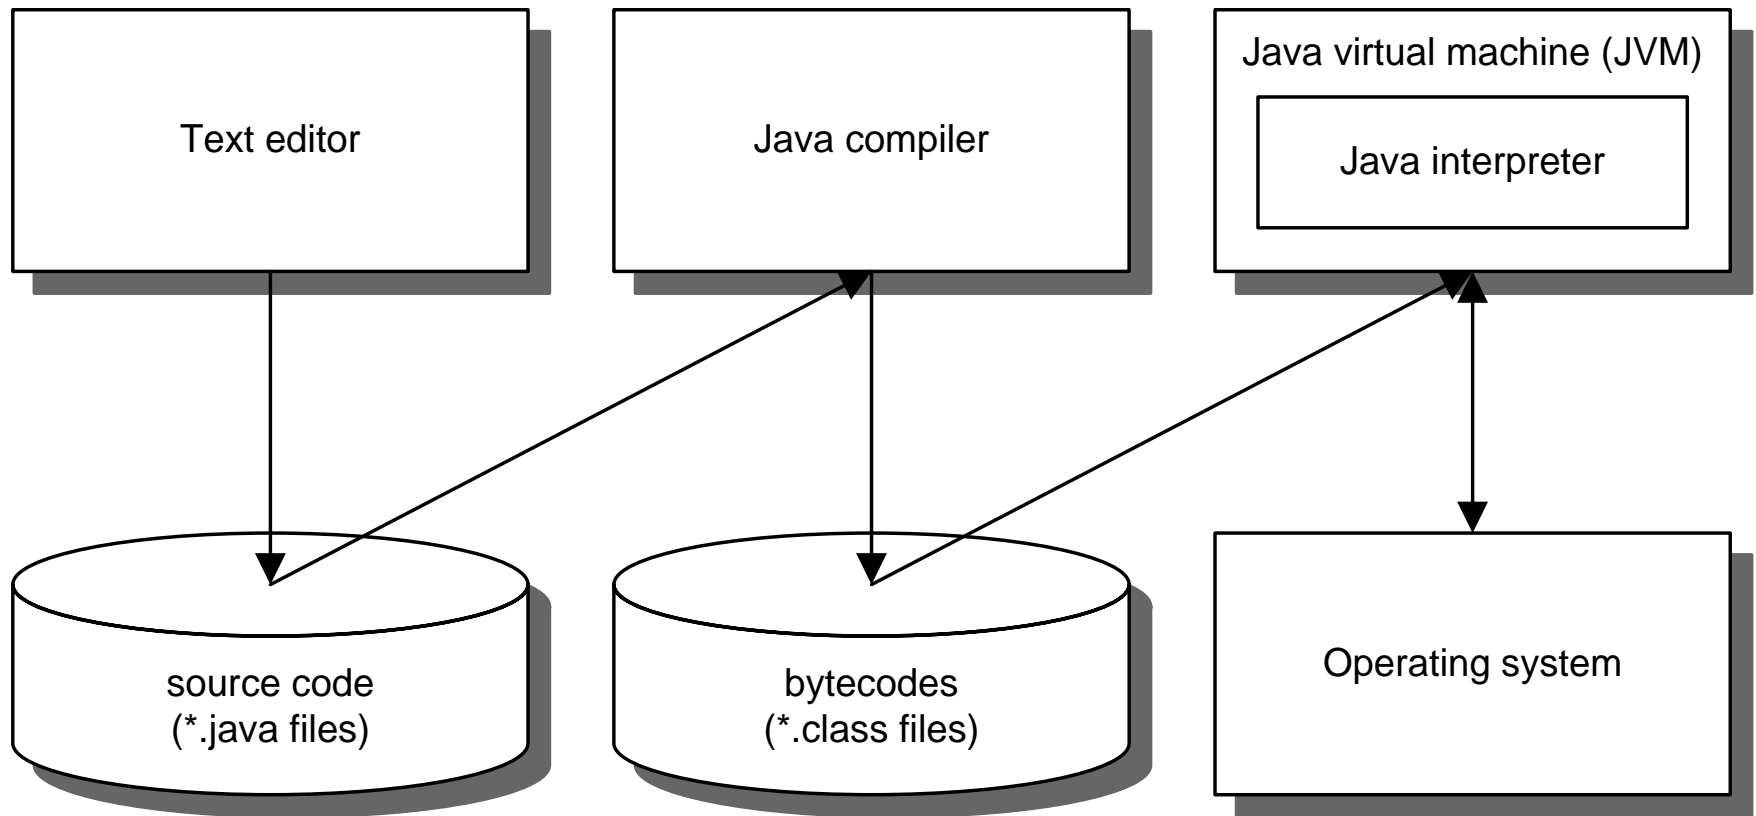 Text editor
Java compiler
Java virtual machine (JVM)
Java interpreter
source code
(*.java files)
bytecodes
(*.class files)
Operating system